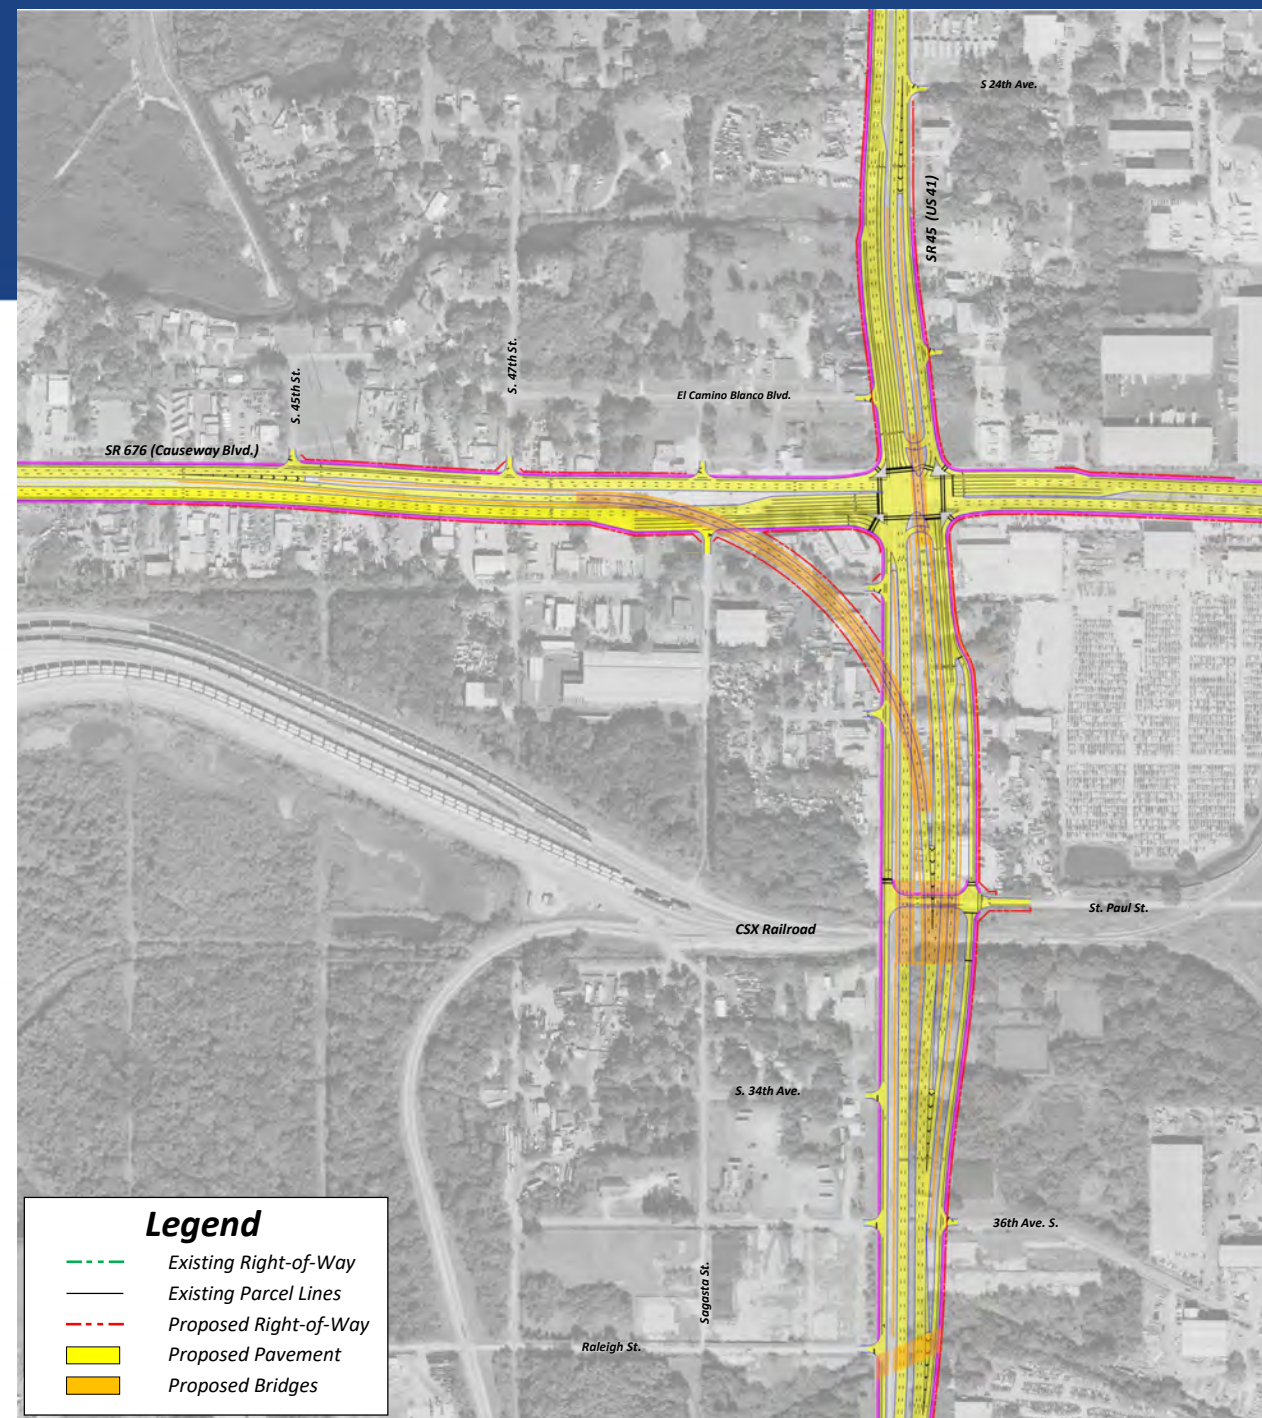 S 24th Ave.
SR 45 (US 41)
S. 47th St.
S. 45th St.
El Camino Blanco Blvd.
SR 676 (Causeway Blvd.)
St. Paul St.
CSX Railroad
S. 34th Ave.
36th Ave. S.
Sagasta St.
Raleigh St.
Legend
Existing Right-of-Way
Existing Parcel Lines
Proposed Right-of-Way
Proposed Pavement
Proposed Bridges